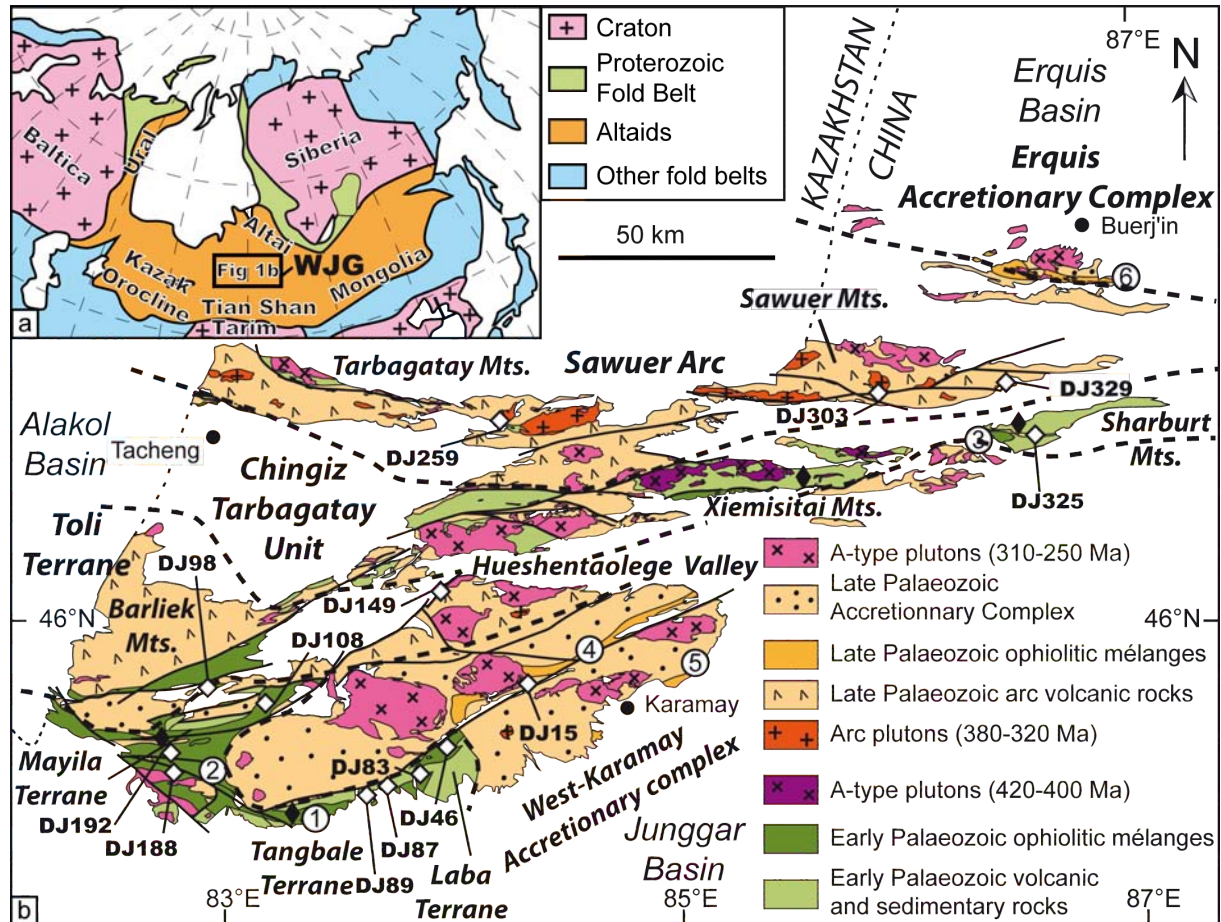 Craton
Proterozoic
Fold Belt
Altaids
Other fold belts
Baltica
Ural
Siberia
Altai
Kazak
Orocline
Fig 1b
WJG
Mongolia
Tian Shan
Tarim
a
50 km
KAZAKHSTAN
CHINA
87°E
N
Erquis
Basin
Erquis
Accretionary Complex
Buerj'in
6
Sawuer Mts.
Tarbagatay Mts.
Sawuer Arc
DJ329
DJ303
Alakol
Basin
Tacheng
DJ259
Chingiz
Tarbagatay
Unit
3
Sharburt
Mts.
DJ325
Xiemisitai Mts.
Toli
Terrane
DJ98
Hueshentaolege Valley
DJ149
46°N
Barliek
Mts.
DJ108
46°N
4
5
Karamay
DJ15
Mayila
Terrane
2
DJ83
DJ192
DJ188
1
DJ46
West-Karamay
Accretionary complex
Tangbale
Terrane
DJ87
DJ89
Laba
Terrane
Junggar
Basin
A-type plutons (310-250 Ma)
Late Palaeozoic
Accretionnary Complex
Late Palaeozoic ophiolitic mélanges
Late Palaeozoic arc volcanic rocks
Arc plutons (380-320 Ma)
A-type plutons (420-400 Ma)
Early Palaeozoic ophiolitic mélanges
Early Palaeozoic volcanic
and sedimentary rocks
b
83°E
85°E
87°E